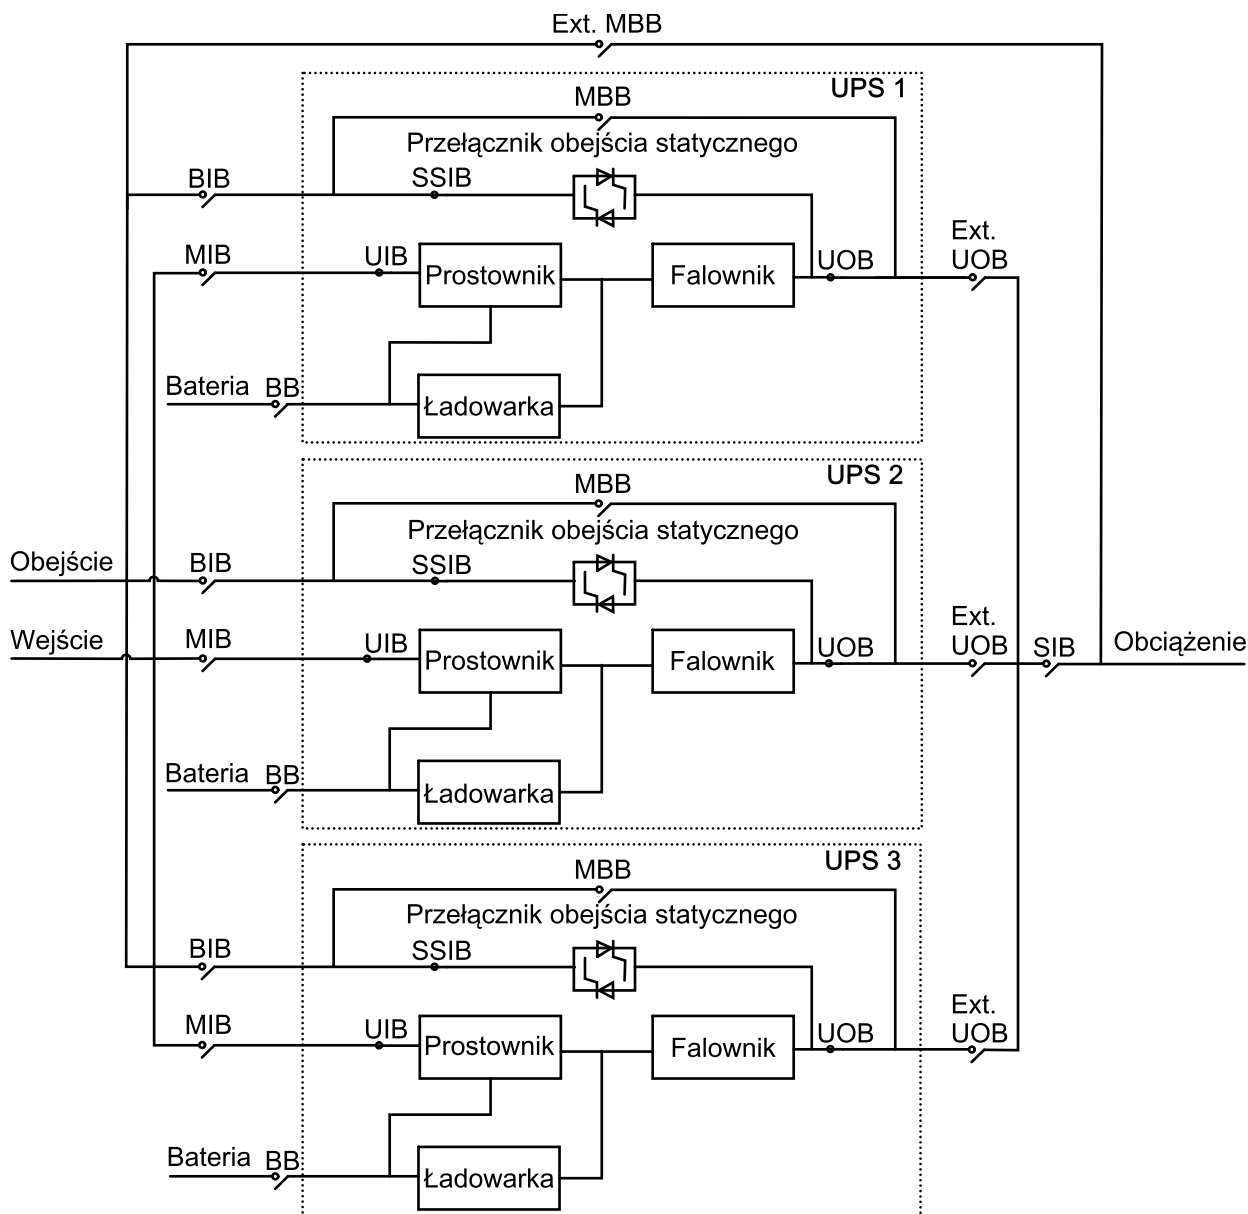 Ext. MBB
UPS 1
MBB
Przełącznik obejścia statycznego
BIB
SSIB
MIB
UIB
Prostownik
Falownik
UOB
Ext.
UOB
Bateria
BB
Ładowarka
UPS 2
MBB
Przełącznik obejścia statycznego
Obejście
BIB
SSIB
Wejście
MIB
UIB
Prostownik
Falownik
UOB
Ext.
UOB
SIB
Obciążenie
Bateria
BB
Ładowarka
UPS 3
MBB
Przełącznik obejścia statycznego
BIB
SSIB
MIB
UIB
Prostownik
Falownik
UOB
Ext.
UOB
Bateria
BB
Ładowarka